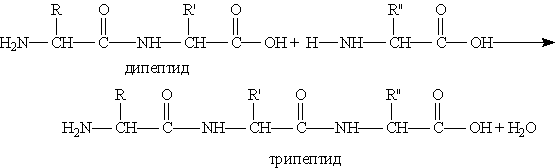 R O R' O R" O
H₂N—CH—C—NH—CH—C—OH + H—NH—CH—C—OH
дипептид
R O R' O R" O
H₂N—CH—C—NH—CH—C—NH—CH—C—OH + H₂O
трипептид